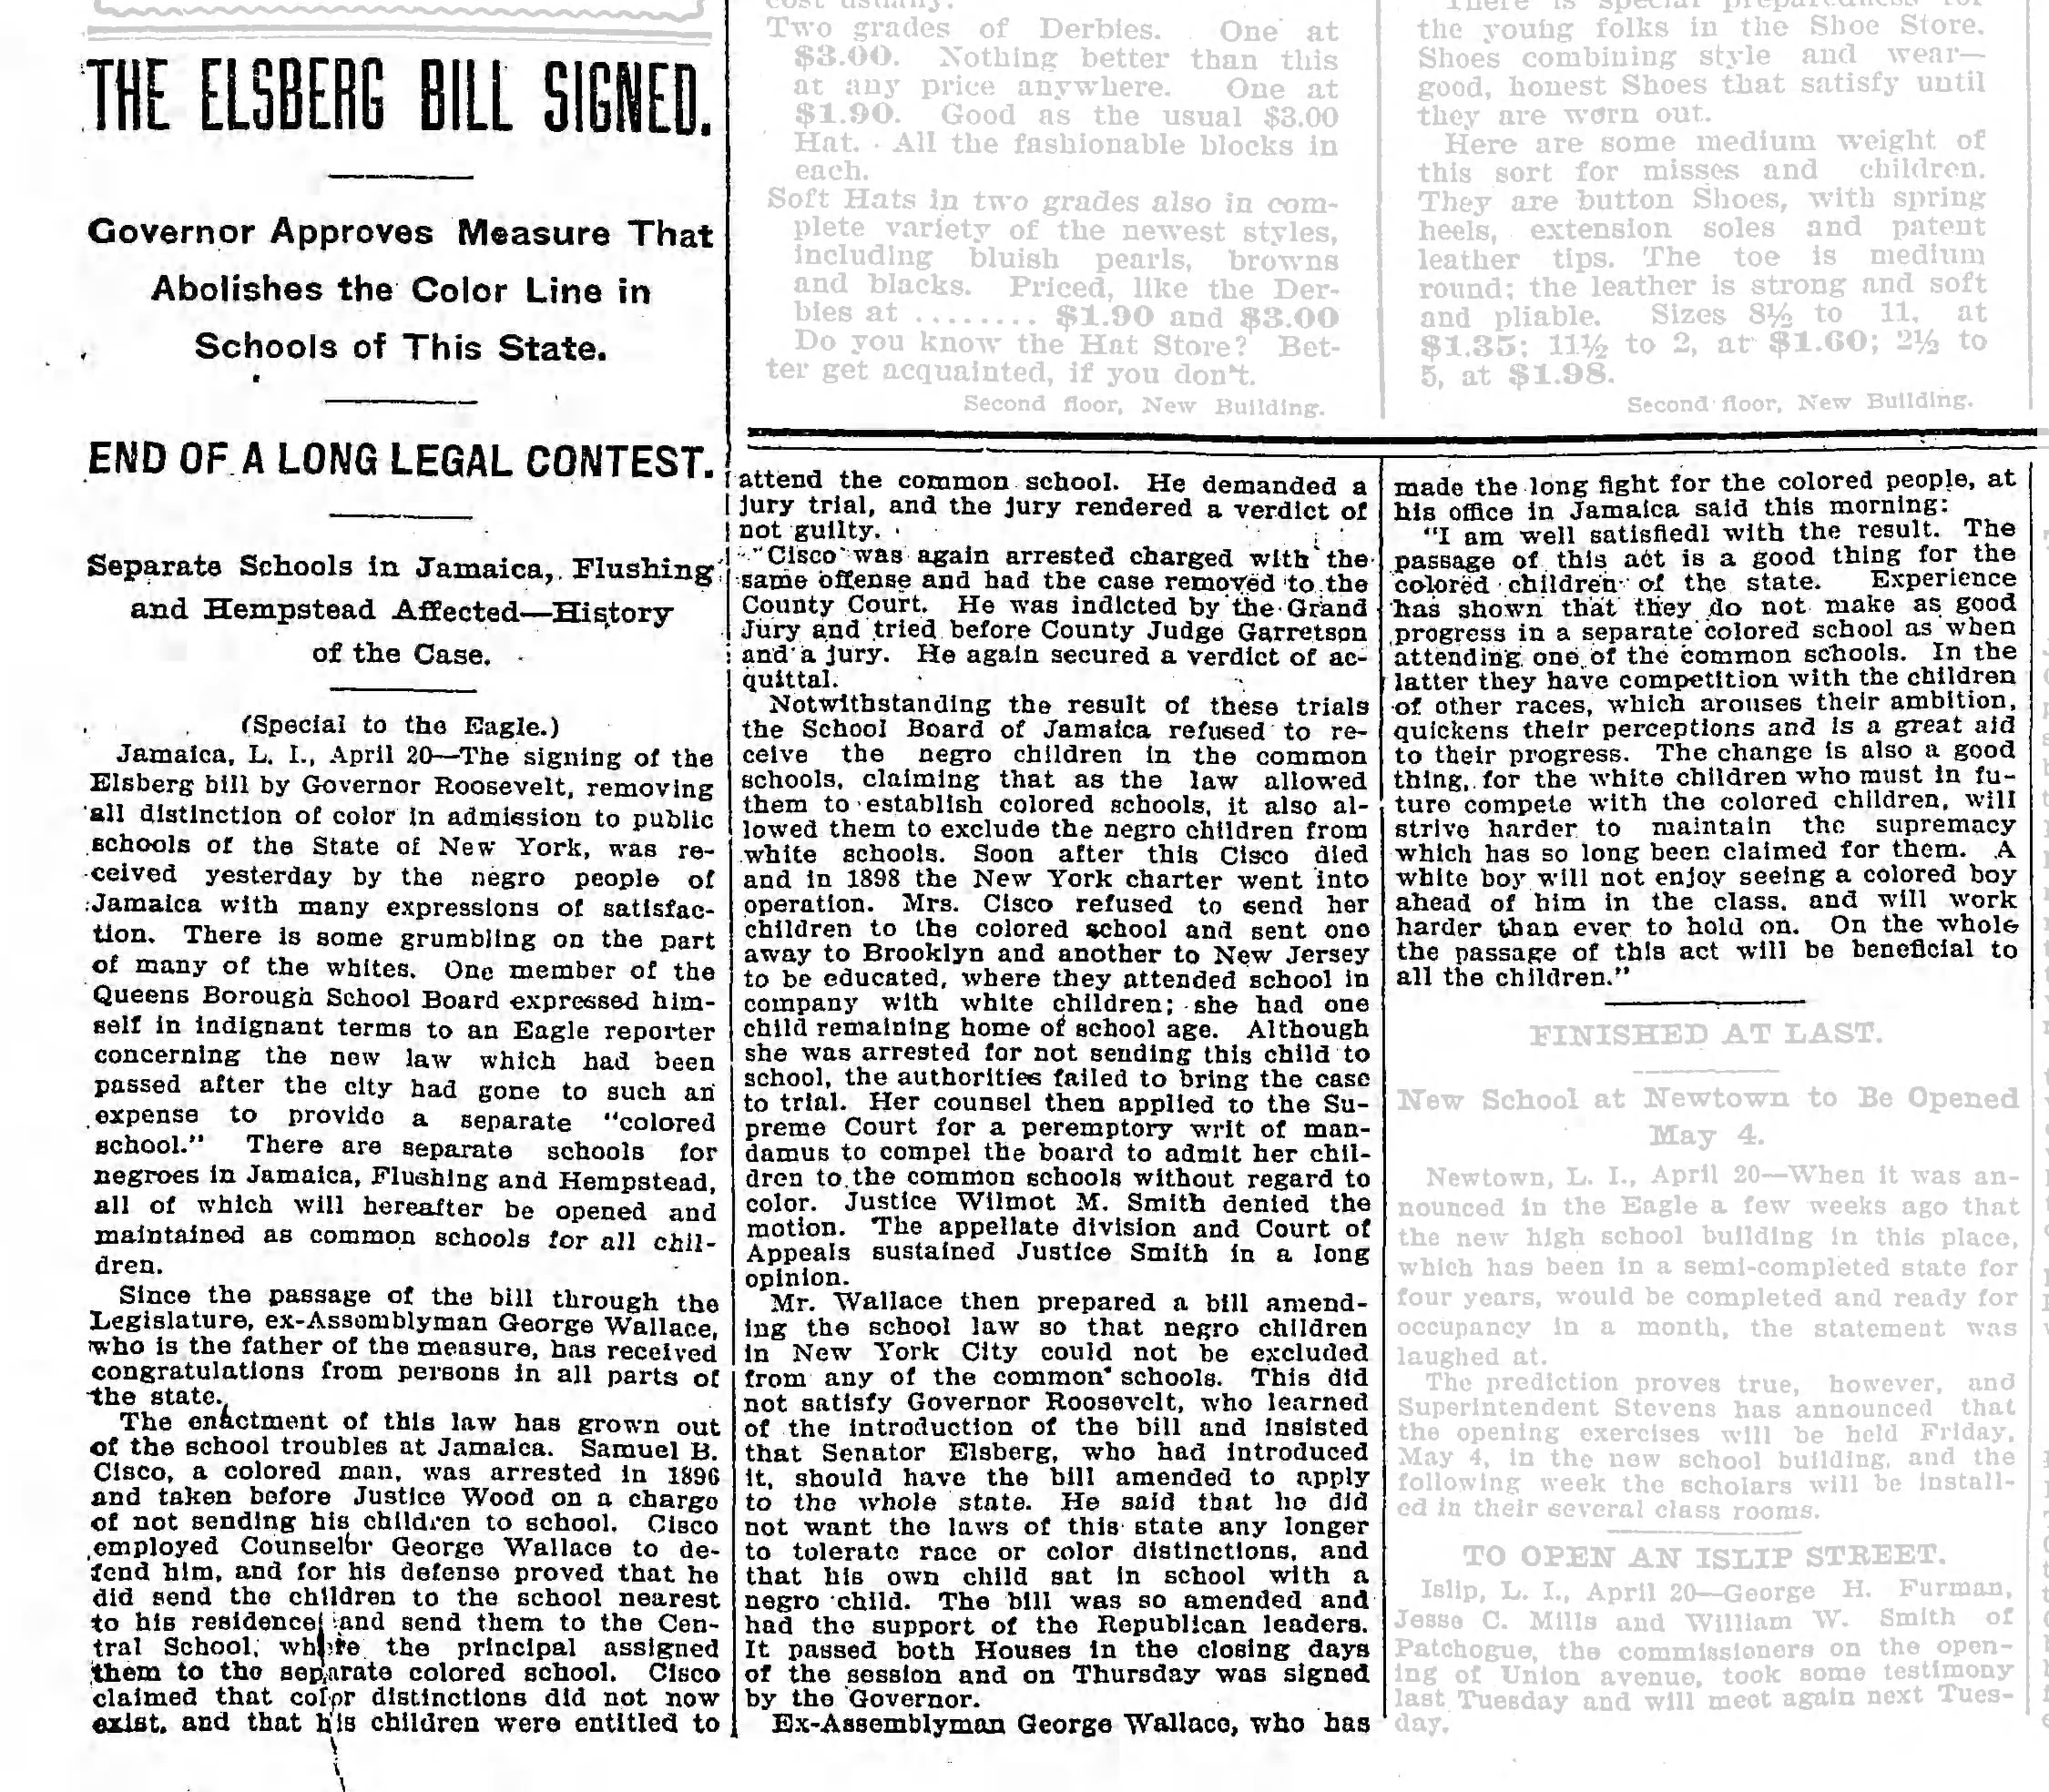 THE ELSBERG BILL SIGNED.
Governor Approves Measure That
Abolishes the Color Line in
Schools of This State.
END OF A LONG LEGAL CONTEST.
Separate Schools in Jamaica, Flushing
and Hempstead Affected—History
of the Case.
(Special to the Eagle.)
Jamaica, L. I., April 20—The signing of the
Elsberg bill by Governor Roosevelt, removing
all distinction of color in admission to public
schools of the State of New York, was re-
ceived yesterday by the negro people of
Jamaica with many expressions of satisfac-
tion. There is some grumbling on the part
of many of the whites. One member of the
Queens Borough School Board expressed him-
self in indignant terms to an Eagle reporter
concerning the new law which had been
passed after the city had gone to such an
expense to provide a separate "colored
school." There are separate schools for
negroes in Jamaica, Flushing and Hempstead,
all of which will hereafter be opened and
maintained as common schools for all chil-
dren.
Since the passage of the bill through the
Legislature, ex-Assemblyman George Wallace,
who is the father of the measure, has received
congratulations from persons in all parts of
the state.
The enactment of this law has grown out
of the school troubles at Jamaica. Samuel B.
Cisco, a colored man, was arrested in 1896
and taken before Justice Wood on a charge
of not sending his children to school. Cisco
employed Counselor George Wallace to de-
fend him, and for his defense proved that he
did send the children to the school nearest
to his residence and send them to the Cen-
tral School, where the principal assigned
them to the separate colored school. Cisco
claimed that color distinctions did not now
exist, and that his children were entitled to
cost usually.
Two grades of Derbies. One at
$3.00. Nothing better than this
at any price anywhere. One at
$1.90. Good as the usual $3.00
Hat. All the fashionable blocks in
each.
Soft Hats in two grades also in com-
plete variety of the newest styles,
including bluish pearls, browns
and blacks. Priced, like the Der-
bies at ........ $1.90 and $3.00
Do you know the Hat Store? Bet-
ter get acquainted, if you don't.
Second floor, New Building.
There is special preparedness for
the young folks in the Shoe Store.
Shoes combining style and wear—
good, honest Shoes that satisfy until
they are worn out.
Here are some medium weight of
this sort for misses and children.
They are button Shoes, with spring
heels, extension soles and patent
leather tips. The toe is medium
round; the leather is strong and soft
and pliable. Sizes 8½ to 11, at
$1.35; 11½ to 2, at $1.60; 2½ to
5, at $1.98.
Second floor, New Building.
attend the common school. He demanded a
jury trial, and the jury rendered a verdict of
not guilty.
"Cisco was again arrested charged with the
same offense and had the case removed to the
County Court. He was indicted by the Grand
Jury and tried before County Judge Garretson
and a jury. He again secured a verdict of ac-
quittal.
Notwithstanding the result of these trials
the School Board of Jamaica refused to re-
ceive the negro children in the common
schools, claiming that as the law allowed
them to establish colored schools, it also al-
lowed them to exclude the negro children from
white schools. Soon after this Cisco died
and in 1898 the New York charter went into
operation. Mrs. Cisco refused to send her
children to the colored school and sent one
away to Brooklyn and another to New Jersey
to be educated, where they attended school in
company with white children; she had one
child remaining home of school age. Although
she was arrested for not sending this child to
school, the authorities failed to bring the case
to trial. Her counsel then applied to the Su-
preme Court for a peremptory writ of man-
damus to compel the board to admit her chil-
dren to the common schools without regard to
color. Justice Wilmot M. Smith denied the
motion. The appellate division and Court of
Appeals sustained Justice Smith in a long
opinion.
Mr. Wallace then prepared a bill amend-
ing the school law so that negro children
in New York City could not be excluded
from any of the common schools. This did
not satisfy Governor Roosevelt, who learned
of the introduction of the bill and insisted
that Senator Elsberg, who had introduced
it, should have the bill amended to apply
to the whole state. He said that he did
not want the laws of this state any longer
to tolerate race or color distinctions, and
that his own child sat in school with a
negro child. The bill was so amended and
had the support of the Republican leaders.
It passed both Houses in the closing days
of the session and on Thursday was signed
by the Governor.
Ex-Assemblyman George Wallace, who has
made the long fight for the colored people, at
his office in Jamaica said this morning:
"I am well satisfiedl with the result. The
passage of this act is a good thing for the
colored children of the state. Experience
has shown that they do not make as good
progress in a separate colored school as when
attending one of the common schools. In the
latter they have competition with the children
of other races, which arouses their ambition,
quickens their perceptions and is a great aid
to their progress. The change is also a good
thing, for the white children who must in fu-
ture compete with the colored children, will
strive harder to maintain the supremacy
which has so long been claimed for them. A
white boy will not enjoy seeing a colored boy
ahead of him in the class, and will work
harder than ever to hold on. On the whole
the passage of this act will be beneficial to
all the children."
FINISHED AT LAST.
New School at Newtown to Be Opened
May 4.
Newtown, L. I., April 20—When it was an-
nounced in the Eagle a few weeks ago that
the new high school building in this place,
which has been in a semi-completed state for
four years, would be completed and ready for
occupancy in a month, the statement was
laughed at.
The prediction proves true, however, and
Superintendent Stevens has announced that
the opening exercises will be held Friday,
May 4, in the new school building, and the
following week the scholars will be install-
ed in their several class rooms.
TO OPEN AN ISLIP STREET.
Islip, L. I., April 20—George H. Furman,
Jesse C. Mills and William W. Smith of
Patchogue, the commissioners on the open-
ing of Union avenue, took some testimony
last Tuesday and will meet again next Tues-
day.